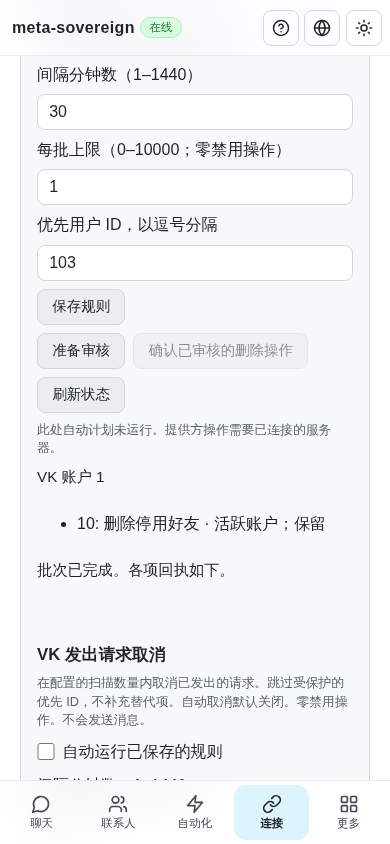 meta-sovereign 在线
间隔分钟数（1–1440）
30
每批上限（0–10000；零禁用操作）
1
优先用户 ID，以逗号分隔
103
保存规则
准备审核 确认已审核的删除操作
刷新状态
此处自动计划未运行。提供方操作需要已连接的服务
器。
VK 账户 1
• 10: 删除停用好友 · 活跃账户；保留
批次已完成。各项回执如下。
VK 发出请求取消
在配置的扫描数量内取消已发出的请求。跳过受保护的
优先 ID，不补充替代项。自动取消默认关闭。零禁用操
作。不会发送消息。
自动运行已保存的规则
聊天 联系人 自动化 连接 更多